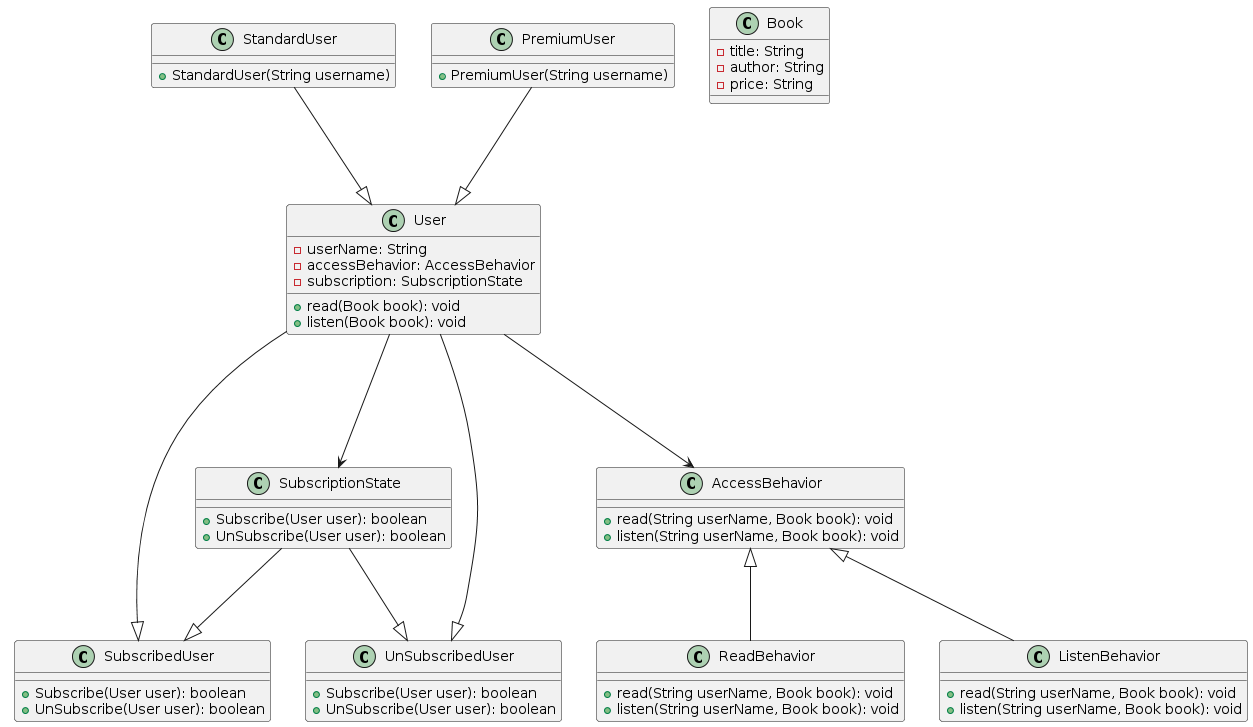 StandardUser
StandardUser(String username)
PremiumUser
PremiumUser(String username)
Book
title: String
author: String
price: String
User
userName: String
accessBehavior: AccessBehavior
subscription: SubscriptionState
read(Book book): void
listen(Book book): void
SubscriptionState
Subscribe(User user): boolean
UnSubscribe(User user): boolean
AccessBehavior
read(String userName, Book book): void
listen(String userName, Book book): void
SubscribedUser
Subscribe(User user): boolean
UnSubscribe(User user): boolean
UnSubscribedUser
Subscribe(User user): boolean
UnSubscribe(User user): boolean
ReadBehavior
read(String userName, Book book): void
listen(String userName, Book book): void
ListenBehavior
read(String userName, Book book): void
listen(String userName, Book book): void